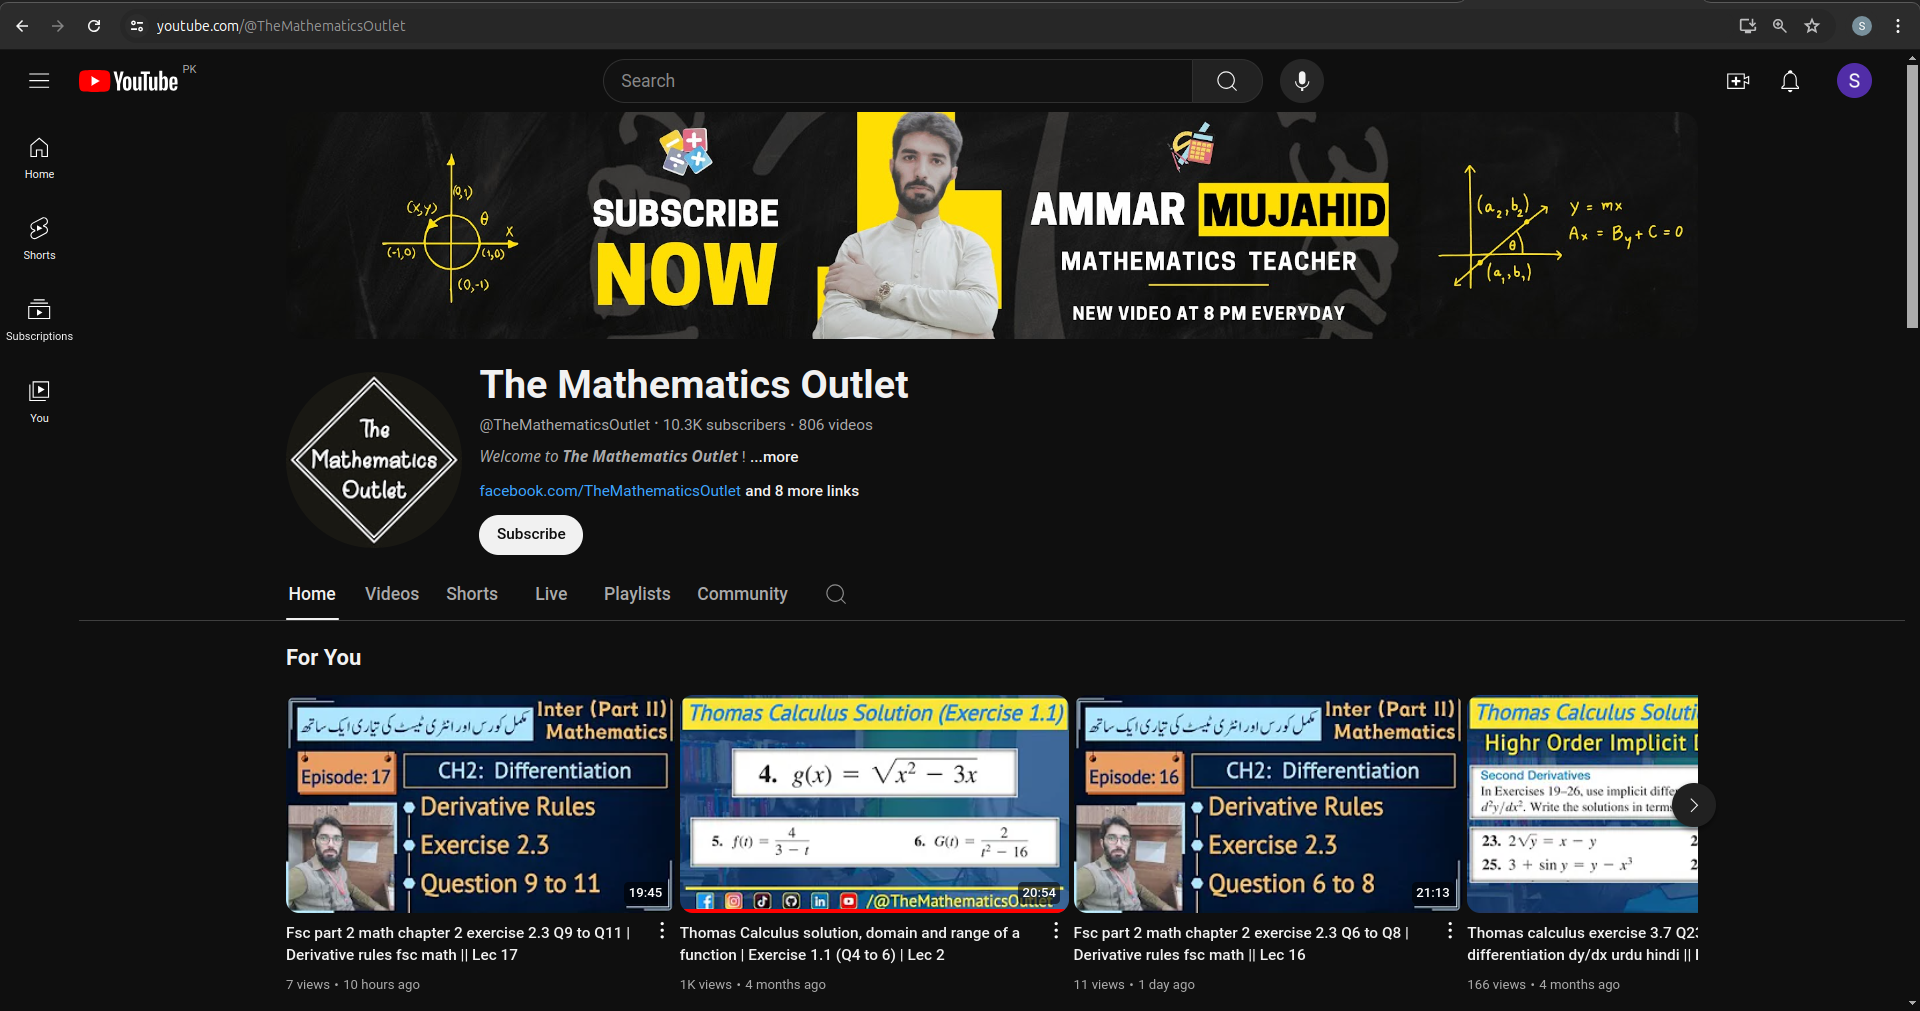 youtube.com/@TheMathematicsOutlet
S
YouTube PK
Search
S
Home
Shorts
Subscriptions
You
(0,1)
(x,y)
θ
x
(-1,0)
(1,0)
(0,-1)
SUBSCRIBE
NOW
AMMAR MUJAHID
MATHEMATICS TEACHER
NEW VIDEO AT 8 PM EVERYDAY
(a₂,b₂)
θ
(a₁,b₁)
y = mx
Ax = By + C = 0
The
Mathematics
Outlet
The Mathematics Outlet
@TheMathematicsOutlet · 10.3K subscribers · 806 videos
Welcome to The Mathematics Outlet ! ...more
facebook.com/TheMathematicsOutlet and 8 more links
Subscribe
Home
Videos
Shorts
Live
Playlists
Community
For You
مکمل کورس اور انٹری ٹیسٹ کی تیاری ایک ساتھ
Inter (Part II)
Mathematics
Episode: 17
CH2: Differentiation
Derivative Rules
Exercise 2.3
Question 9 to 11
19:45
Fsc part 2 math chapter 2 exercise 2.3 Q9 to Q11 |
Derivative rules fsc math || Lec 17
7 views • 10 hours ago
Thomas Calculus Solution (Exercise 1.1)
4. g(x) = √x² − 3x
5. f(t) = 4/3 − t
6. G(t) = 2/t² − 16
/@TheMathematicsOutlet
20:54
Thomas Calculus solution, domain and range of a
function | Exercise 1.1 (Q4 to 6) | Lec 2
1K views • 4 months ago
مکمل کورس اور انٹری ٹیسٹ کی تیاری ایک ساتھ
Inter (Part II)
Mathematics
Episode: 16
CH2: Differentiation
Derivative Rules
Exercise 2.3
Question 6 to 8
21:13
Fsc part 2 math chapter 2 exercise 2.3 Q6 to Q8 |
Derivative rules fsc math || Lec 16
11 views • 1 day ago
Thomas Calculus Soluti
Highr Order Implicit
Second Derivatives
In Exercises 19–26, use implicit diffe
d²y/dx². Write the solutions in term
23. 2√y = x − y
2
25. 3 + sin y = y − x³
2
Thomas calculus exercise 3.7 Q23
differentiation dy/dx urdu hindi ||
166 views • 4 months ago